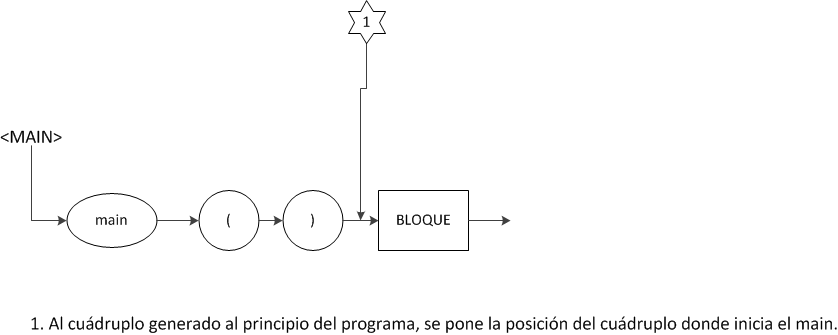 1
<MAIN>
main
(
)
BLOQUE
1. Al cuádruplo generado al principio del programa, se pone la posición del cuádruplo donde inicia el main.